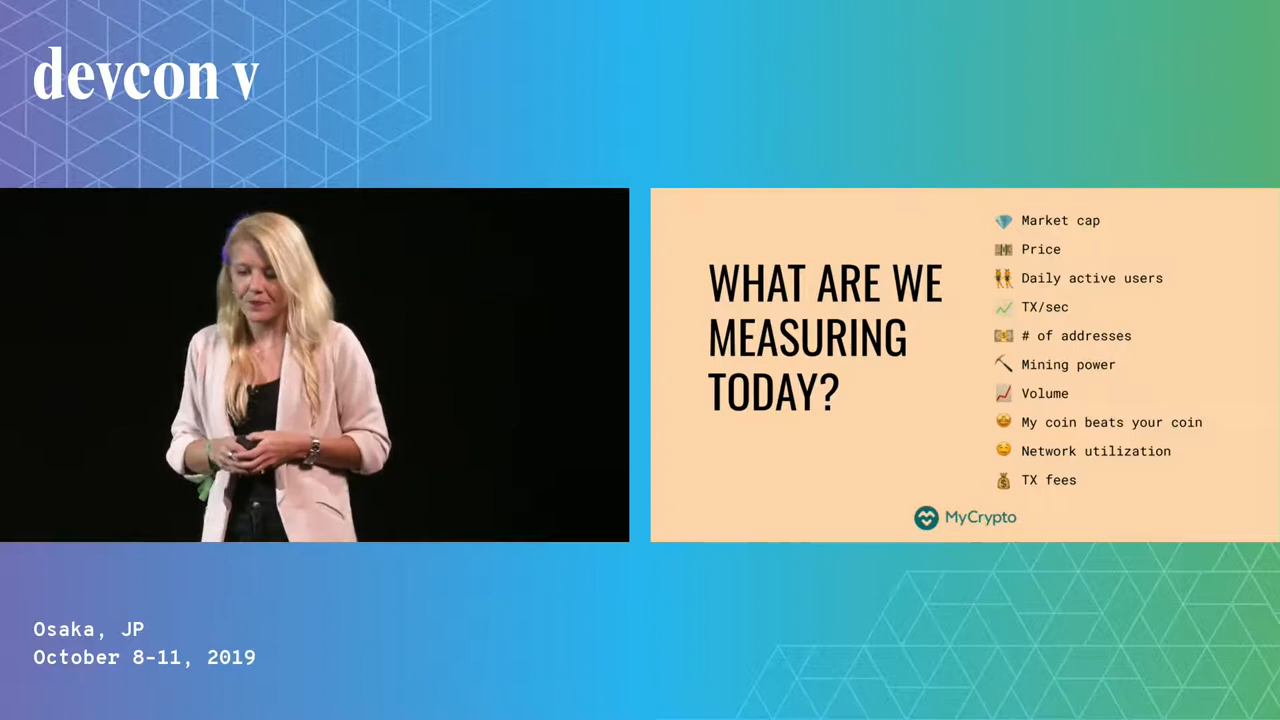 devcon v
WHAT ARE WE
MEASURING
TODAY?
Market cap
Price
Daily active users
TX/sec
# of addresses
Mining power
Volume
My coin beats your coin
Network utilization
TX fees
MyCrypto
Osaka, JP
October 8-11, 2019